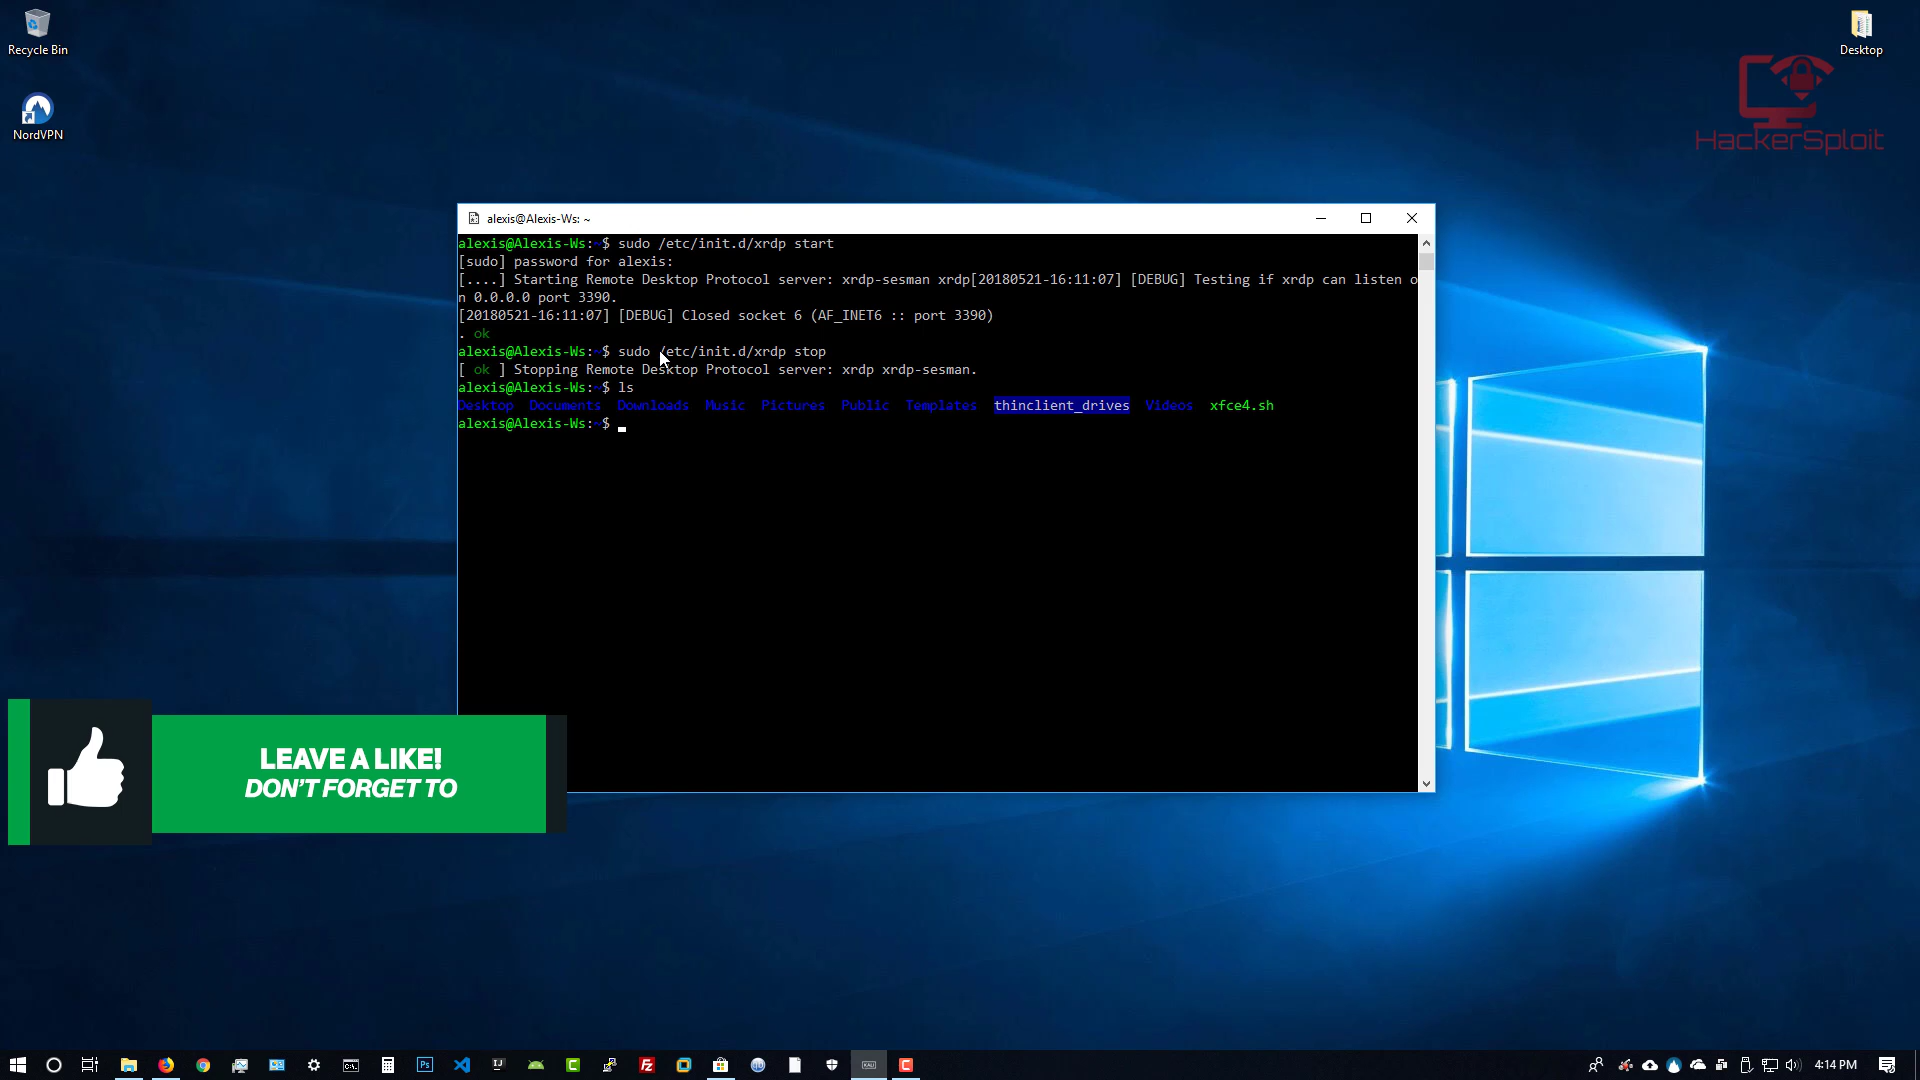 Recycle Bin
NordVPN
Desktop
HackerSploit
alexis@Alexis-Ws: ~
alexis@Alexis-Ws:~$ sudo /etc/init.d/xrdp start
[sudo] password for alexis:
[....] Starting Remote Desktop Protocol server: xrdp-sesman xrdp[20180521-16:11:07] [DEBUG] Testing if xrdp can listen o
n 0.0.0.0 port 3390.
[20180521-16:11:07] [DEBUG] Closed socket 6 (AF_INET6 :: port 3390)
. ok
alexis@Alexis-Ws:~$ sudo /etc/init.d/xrdp stop
[ ok ] Stopping Remote Desktop Protocol server: xrdp xrdp-sesman.
alexis@Alexis-Ws:~$ ls
Desktop Documents Downloads Music Pictures Public Templates thinclient_drives Videos xfce4.sh
alexis@Alexis-Ws:~$
LEAVE A LIKE!
DON'T FORGET TO
4:14 PM